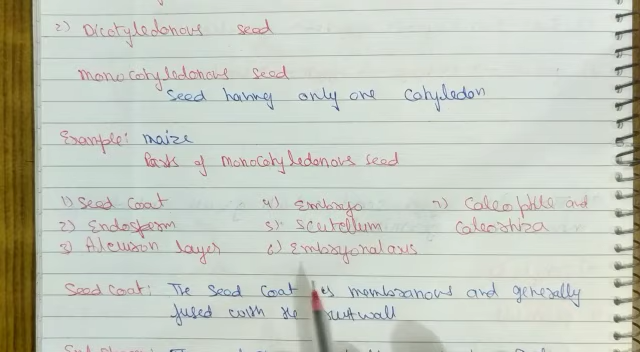 2) Dicotyledonous seed
Monocotyledonous seed
Seed having only one Cotyledon
Example: maize
Parts of Monocotyledonous seed
1) Seed Coat 4) Embryo 7) Coleoptile and
2) Endosperm 5) Scutellum Coleorhiza
3) Aleuron layer 6) Embryonal axis
Seed Coat: The Seed Coat is membranous and generally
fused with the fruit wall